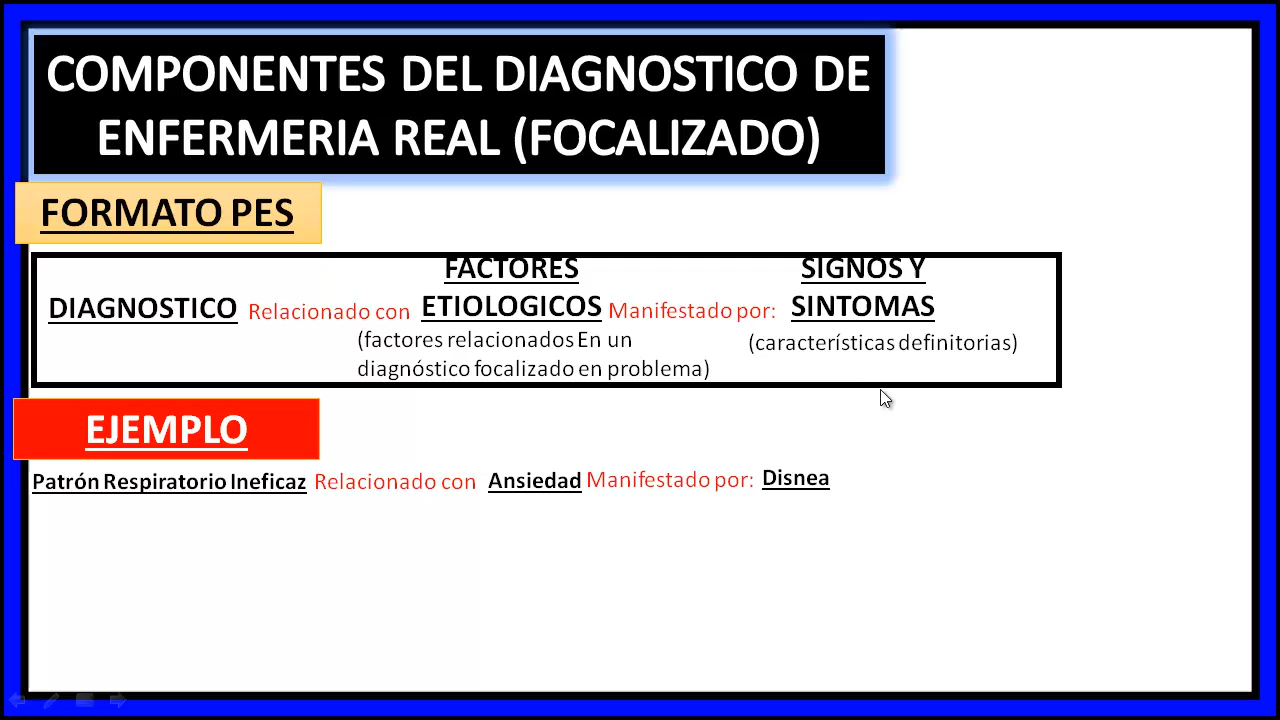 COMPONENTES DEL DIAGNOSTICO DE
ENFERMERIA REAL (FOCALIZADO)
FORMATO PES
DIAGNOSTICO Relacionado con FACTORES
ETIOLOGICOS Manifestado por: SIGNOS Y
SINTOMAS
(factores relacionados En un
diagnóstico focalizado en problema)
(características definitorias)
EJEMPLO
Patrón Respiratorio Ineficaz Relacionado con Ansiedad Manifestado por: Disnea